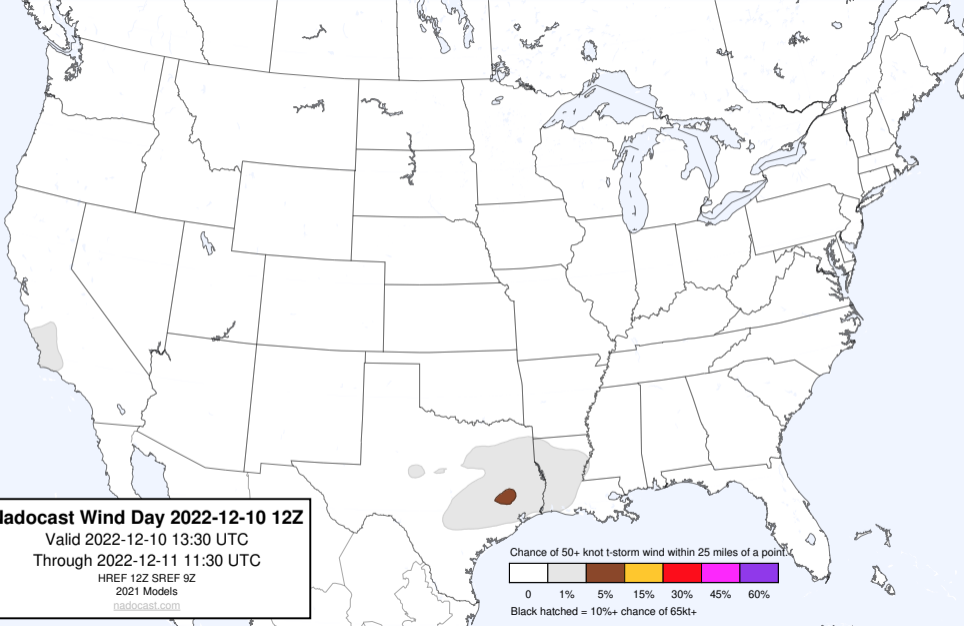 adocast Wind Day 2022-12-10 12Z
Valid 2022-12-10 13:30 UTC
Through 2022-12-11 11:30 UTC
HREF 12Z SREF 9Z
2021 Models
nadocast.com
Chance of 50+ knot t-storm wind within 25 miles of a point.
0 1% 5% 15% 30% 45% 60%
Black hatched = 10%+ chance of 65kt+